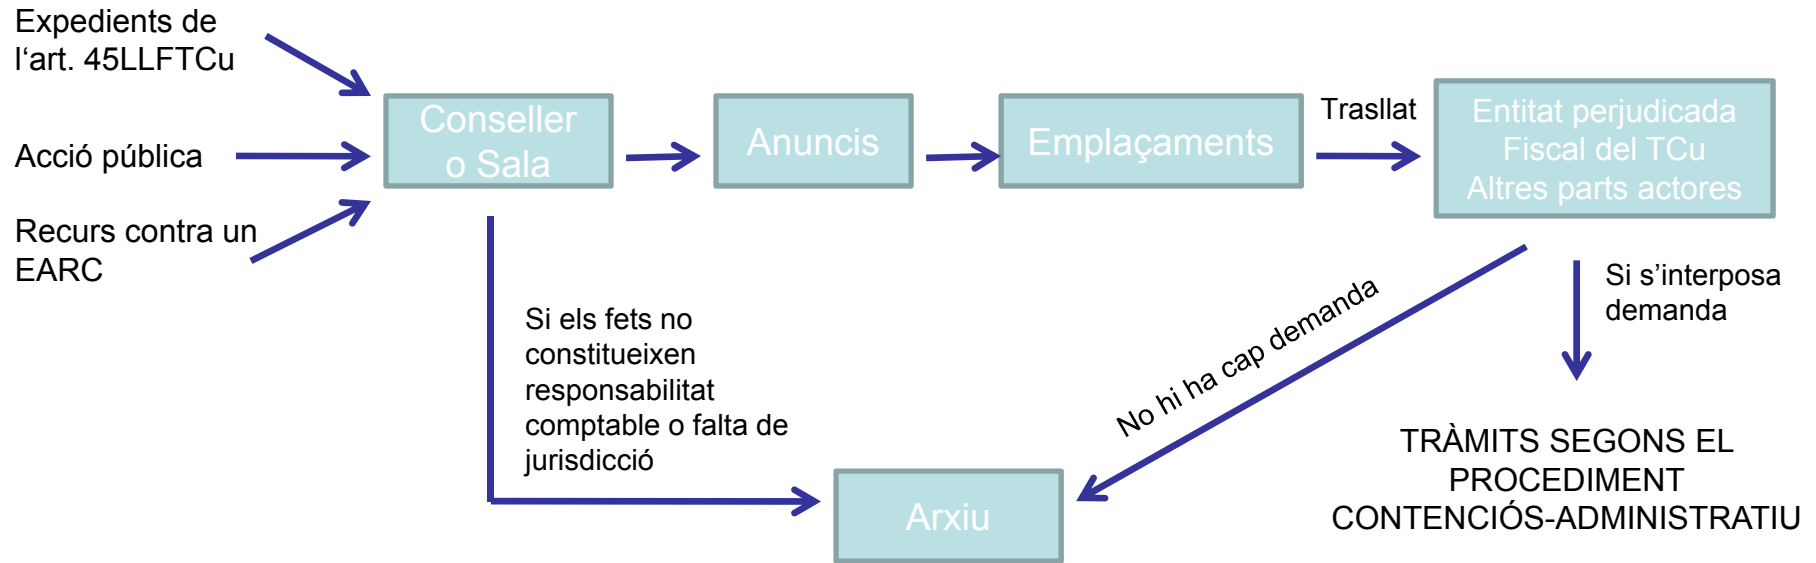 Expedients de
l‘art. 45LLFTCu
Acció pública
Recurs contra un
EARC
Conseller
o Sala
Anuncis
Emplaçaments
Trasllat
Entitat perjudicada
Fiscal del TCu
Altres parts actores
Si els fets no
constitueixen
responsabilitat
comptable o falta de
jurisdicció
No hi ha cap demanda
Si s’interposa
demanda
Arxiu
TRÀMITS SEGONS EL
PROCEDIMENT
CONTENCIÓS-ADMINISTRATIU